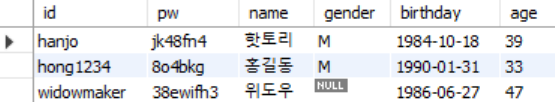 id pw name gender birthday age
hanjo jk48fn4 핫토리 M 1984-10-18 39
hong1234 8o4bkg 홍길동 M 1990-01-31 33
widowmaker 38ewifh3 위도우 NULL 1986-06-27 47